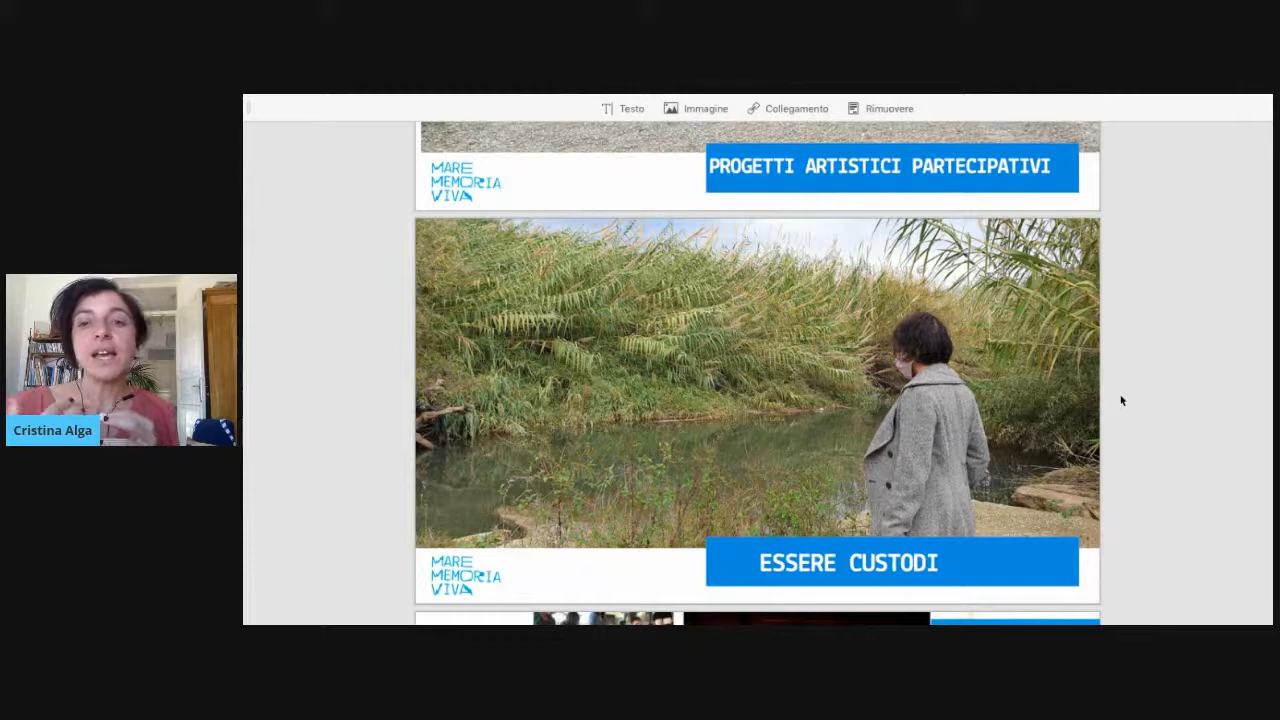 Testo Immagine Collegamento Rimuovere
MARE
MEMORIA
VIVA
PROGETTI ARTISTICI PARTECIPATIVI
Cristina Alga
MARE
MEMORIA
VIVA
ESSERE CUSTODI